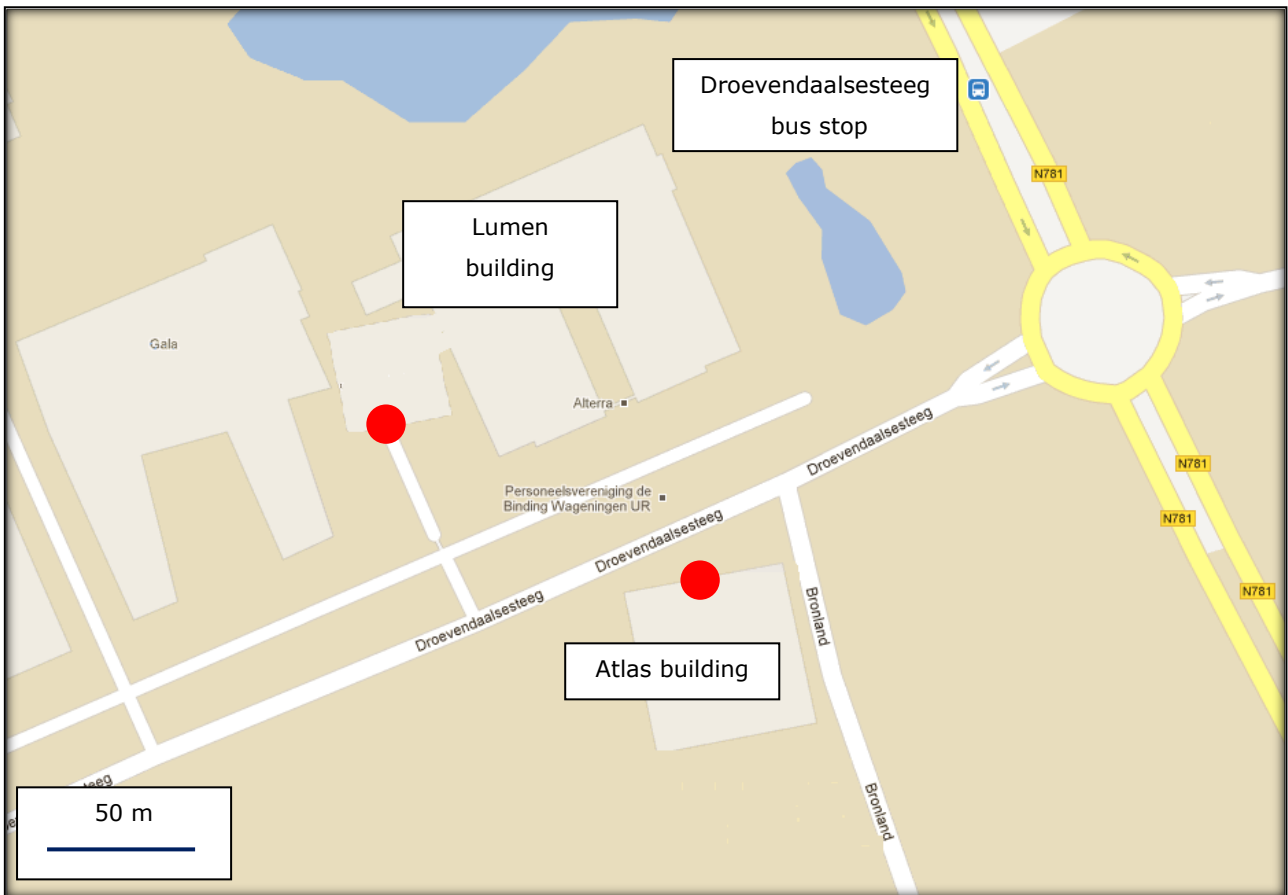 Droevendaalsesteeg
bus stop
N781
Lumen
building
Gala
Alterra
Droevendaalsesteeg
Personeelsvereniging de
Binding Wageningen UR
N781
N781
Droevendaalsesteeg
N781
Droevendaalsesteeg
Bronland
Atlas building
Bronland
50 m